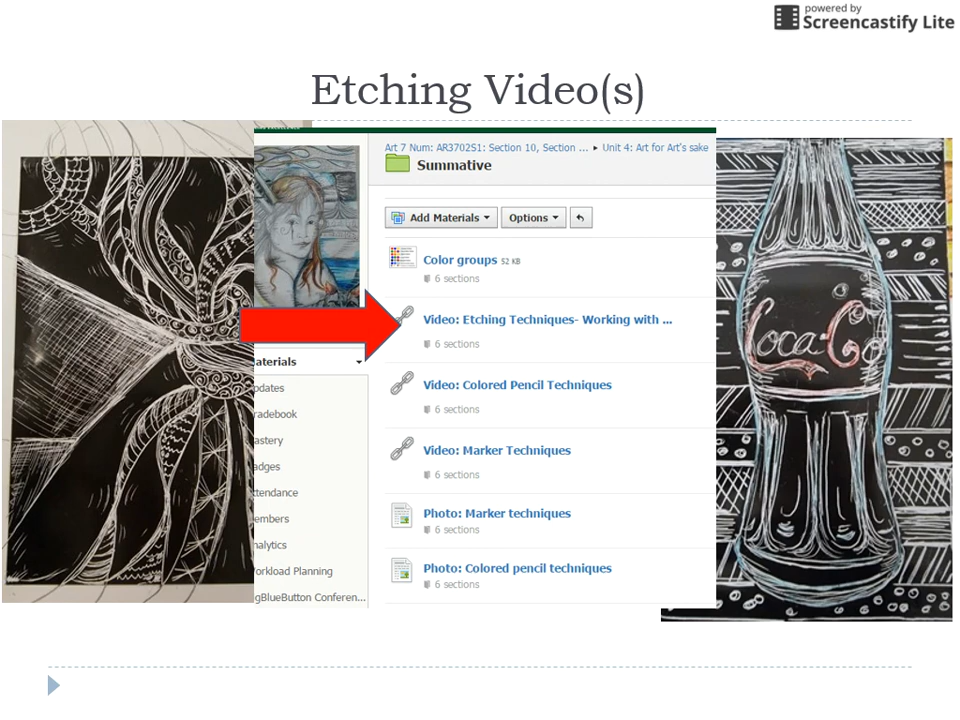 powered by
Screencastify Lite
Etching Video(s)
Art 7 Num: AR3702S1: Section 10, Section ... ▸ Unit 4: Art for Art's sake
Summative
Add Materials
Options
Color groups 52 KB
6 sections
Video: Etching Techniques- Working with ...
6 sections
aterials
Video: Colored Pencil Techniques
6 sections
pdates
radebook
astery
adges
ttendance
embers
nalytics
orkload Planning
gBlueButton Conferen...
Video: Marker Techniques
6 sections
Photo: Marker techniques
6 sections
Photo: Colored pencil techniques
6 sections
Coca-Co